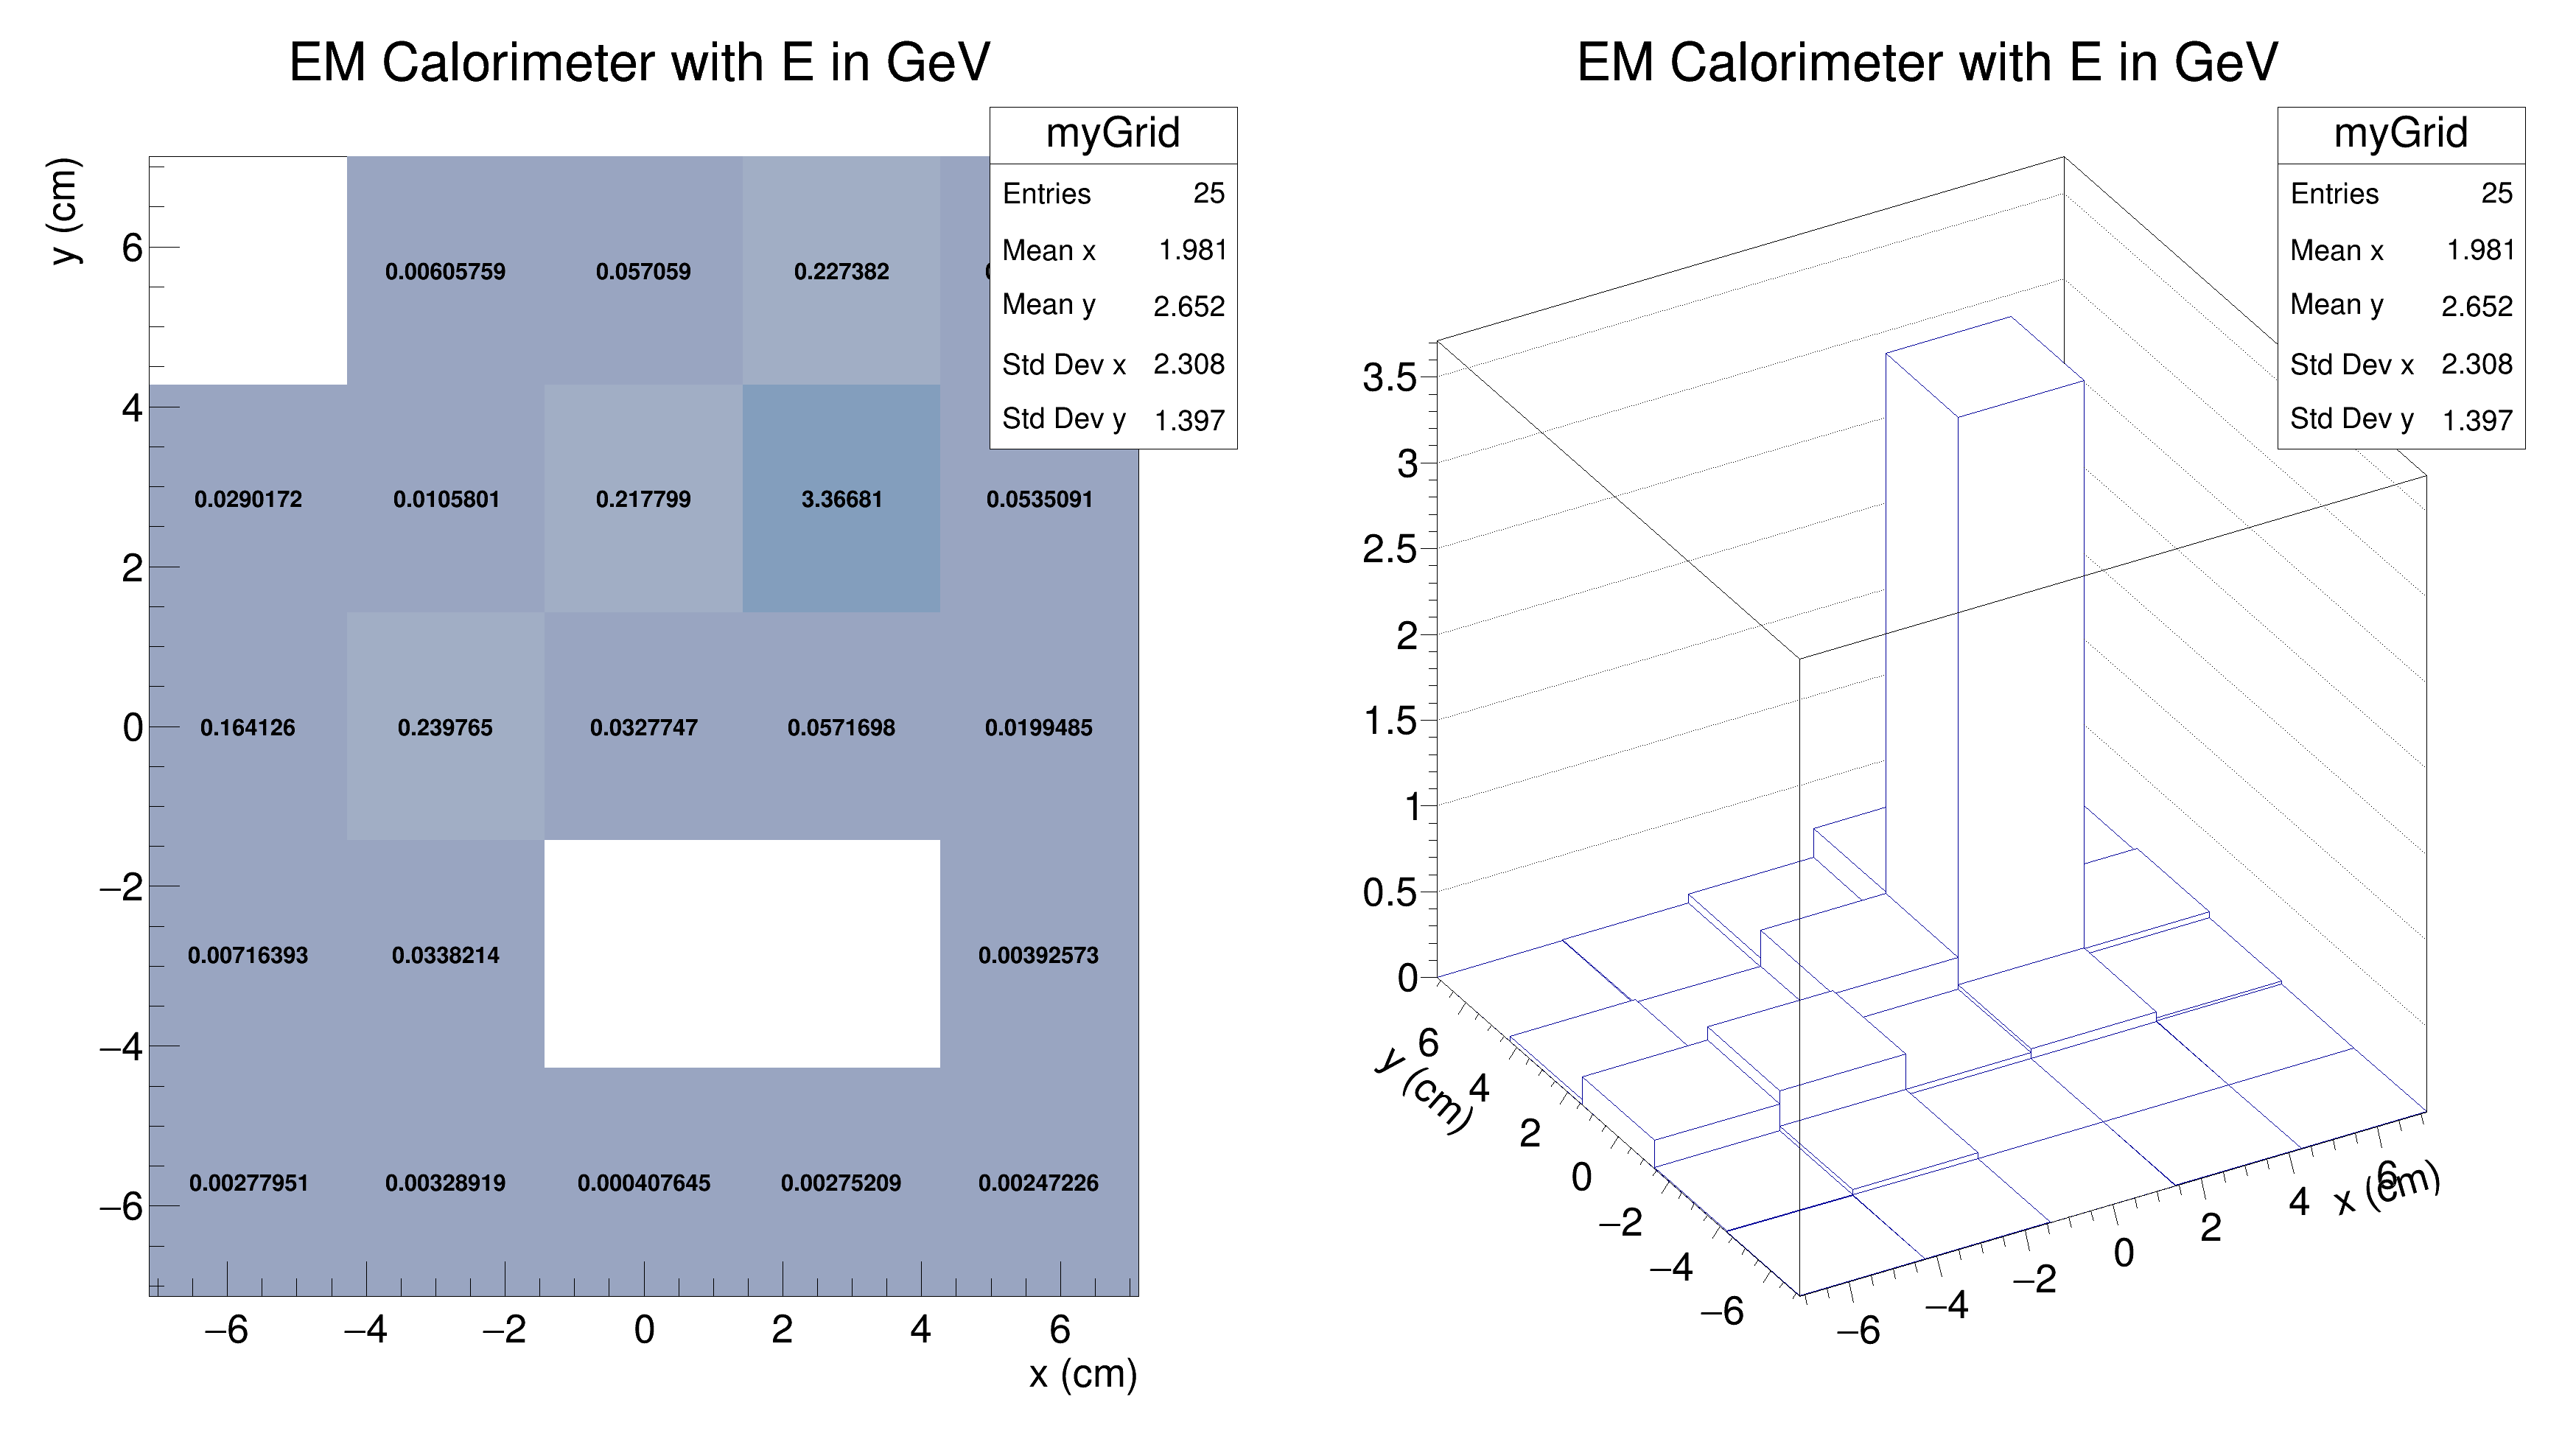 EM Calorimeter with E in GeV
myGrid
Entries 25
Mean x 1.981
Mean y 2.652
Std Dev x 2.308
Std Dev y 1.397
y (cm)
6
4
2
0
−2
−4
−6
0.00605759 0.057059 0.227382
0.0290172 0.0105801 0.217799 3.36681 0.0535091
0.164126 0.239765 0.0327747 0.0571698 0.0199485
0.00716393 0.0338214 0.00392573
0.00277951 0.00328919 0.000407645 0.00275209 0.00247226
−6 −4 −2 0 2 4 6
x (cm)
EM Calorimeter with E in GeV
myGrid
Entries 25
Mean x 1.981
Mean y 2.652
Std Dev x 2.308
Std Dev y 1.397
3.5
3
2.5
2
1.5
1
0.5
0
6
4
2
0
−2
−4
−6
y (cm)
−6
−4
−2
0
2
4
6
x (cm)